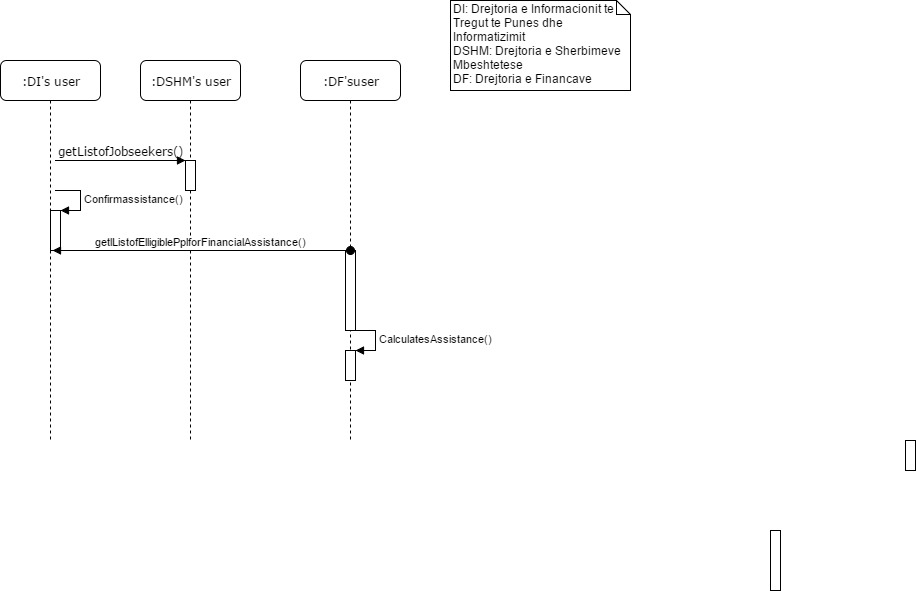 DI: Drejtoria e Informacionit te
Tregut te Punes dhe
Informatizimit
DSHM: Drejtoria e Sherbimeve
Mbeshtetese
DF: Drejtoria e Financave
:DI's user
:DSHM's user
:DF'suser
getListofJobseekers()
Confirmassistance()
getlListofElligiblePplforFinancialAssistance()
CalculatesAssistance()